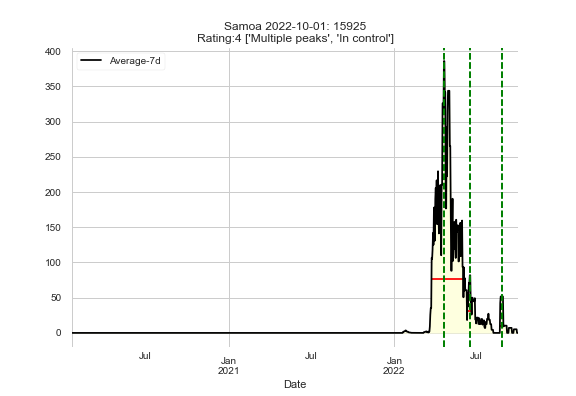 Samoa 2022-10-01: 15925
Rating:4 ['Multiple peaks', 'In control']
Average-7d
400
350
300
250
200
150
100
50
0
Jul
Jan
2021
Jul
Jan
2022
Jul
Date